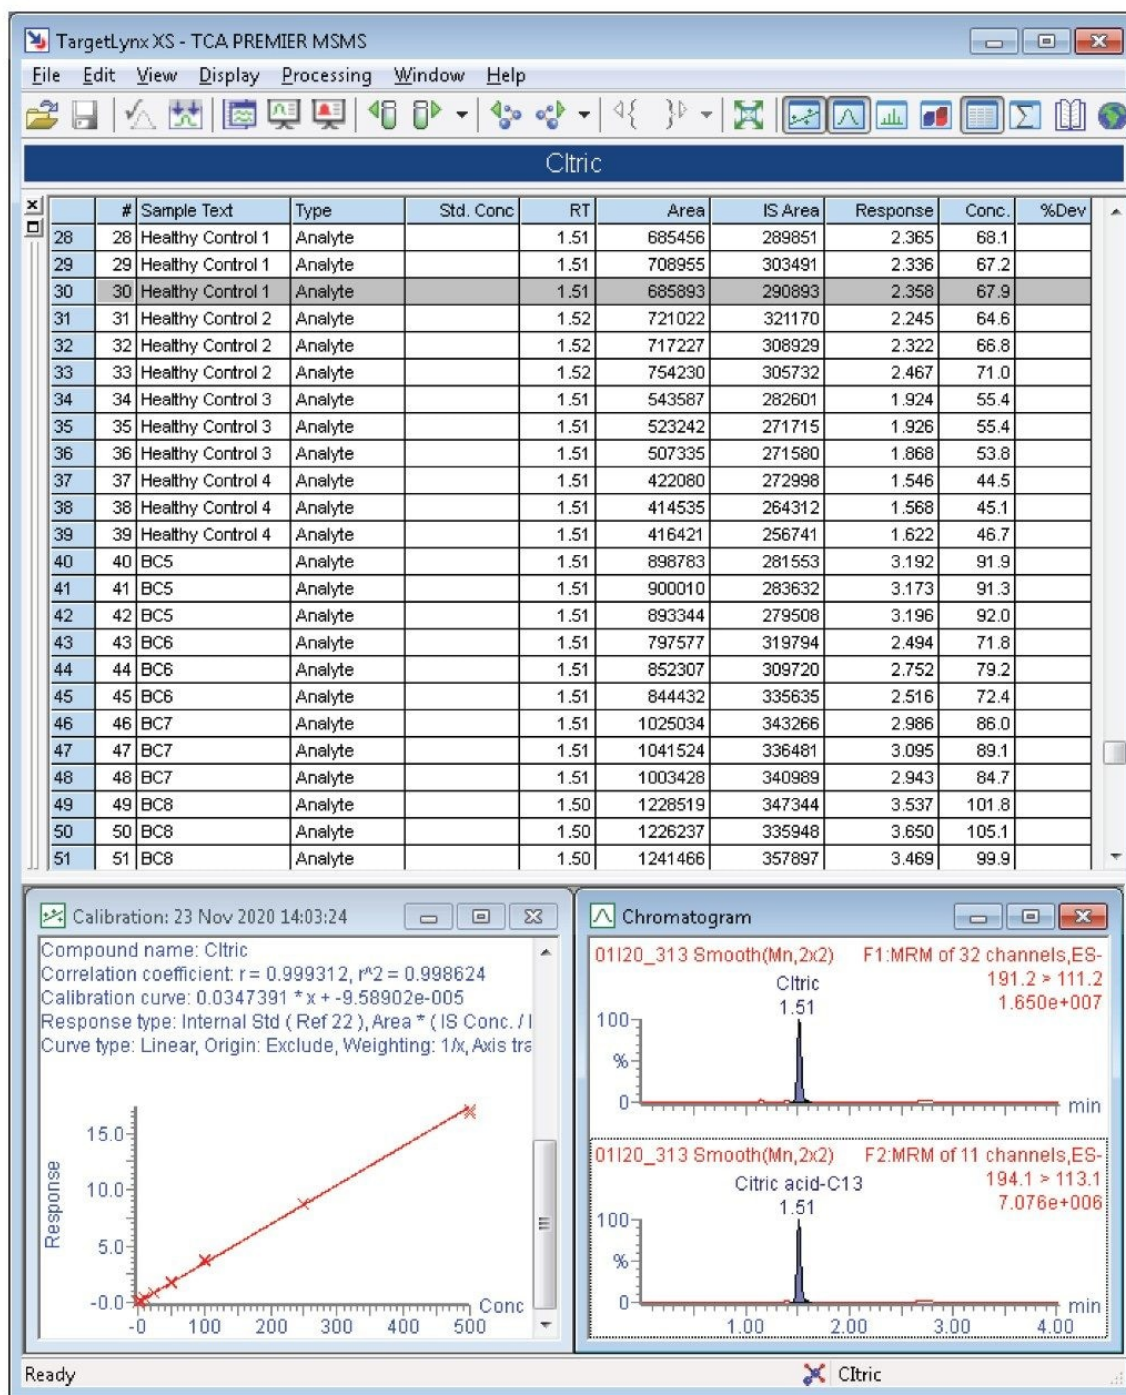 TargetLynx XS - TCA PREMIER MSMS
File Edit View Display Processing Window Help
CItric
# Sample Text Type Std. Conc RT Area IS Area Response Conc. %Dev
28 28 Healthy Control 1 Analyte 1.51 685456 289851 2.365 68.1
29 29 Healthy Control 1 Analyte 1.51 708955 303491 2.336 67.2
30 30 Healthy Control 1 Analyte 1.51 685893 290893 2.358 67.9
31 31 Healthy Control 2 Analyte 1.52 721022 321170 2.245 64.6
32 32 Healthy Control 2 Analyte 1.52 717227 308929 2.322 66.8
33 33 Healthy Control 2 Analyte 1.52 754230 305732 2.467 71.0
34 34 Healthy Control 3 Analyte 1.51 543587 282601 1.924 55.4
35 35 Healthy Control 3 Analyte 1.51 523242 271715 1.926 55.4
36 36 Healthy Control 3 Analyte 1.51 507335 271580 1.868 53.8
37 37 Healthy Control 4 Analyte 1.51 422080 272998 1.546 44.5
38 38 Healthy Control 4 Analyte 1.51 414535 264312 1.568 45.1
39 39 Healthy Control 4 Analyte 1.51 416421 256741 1.622 46.7
40 40 BC5 Analyte 1.51 898783 281553 3.192 91.9
41 41 BC5 Analyte 1.51 900010 283632 3.173 91.3
42 42 BC5 Analyte 1.51 893344 279508 3.196 92.0
43 43 BC6 Analyte 1.51 797577 319794 2.494 71.8
44 44 BC6 Analyte 1.51 852307 309720 2.752 79.2
45 45 BC6 Analyte 1.51 844432 335635 2.516 72.4
46 46 BC7 Analyte 1.51 1025034 343266 2.986 86.0
47 47 BC7 Analyte 1.51 1041524 336481 3.095 89.1
48 48 BC7 Analyte 1.51 1003428 340989 2.943 84.7
49 49 BC8 Analyte 1.50 1228519 347344 3.537 101.8
50 50 BC8 Analyte 1.50 1226237 335948 3.650 105.1
51 51 BC8 Analyte 1.50 1241466 357897 3.469 99.9
Calibration: 23 Nov 2020 14:03:24
Compound name: CItric
Correlation coefficient: r = 0.999312, r^2 = 0.998624
Calibration curve: 0.0347391 * x + -9.58902e-005
Response type: Internal Std ( Ref 22 ), Area * ( IS Conc. / I
Curve type: Linear, Origin: Exclude, Weighting: 1/x, Axis tra
15.0
10.0
5.0
-0.0
Response
Conc
-0 100 200 300 400 500
Chromatogram
01I20_313 Smooth(Mn,2x2) F1:MRM of 32 channels,ES-
191.2 > 111.2
1.650e+007
CItric
1.51
100
%
0
min
01I20_313 Smooth(Mn,2x2) F2:MRM of 11 channels,ES-
194.1 > 113.1
7.076e+006
Citric acid-C13
1.51
100
%
0
min
1.00 2.00 3.00 4.00
Ready CItric